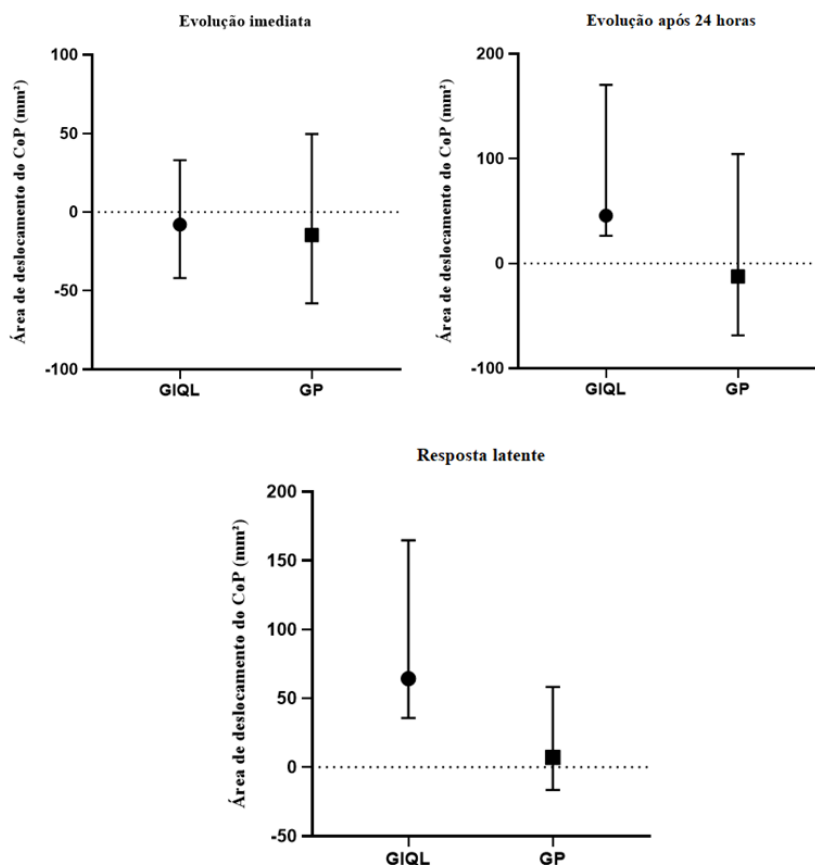 Evolução imediata
Área de deslocamento do CoP (mm²)
100
50
0
-50
-100
GIQL
GP
Evolução após 24 horas
Área de deslocamento do CoP (mm²)
200
100
0
-100
GIQL
GP
Resposta latente
Área de deslocamento do CoP (mm²)
200
150
100
50
0
-50
GIQL
GP